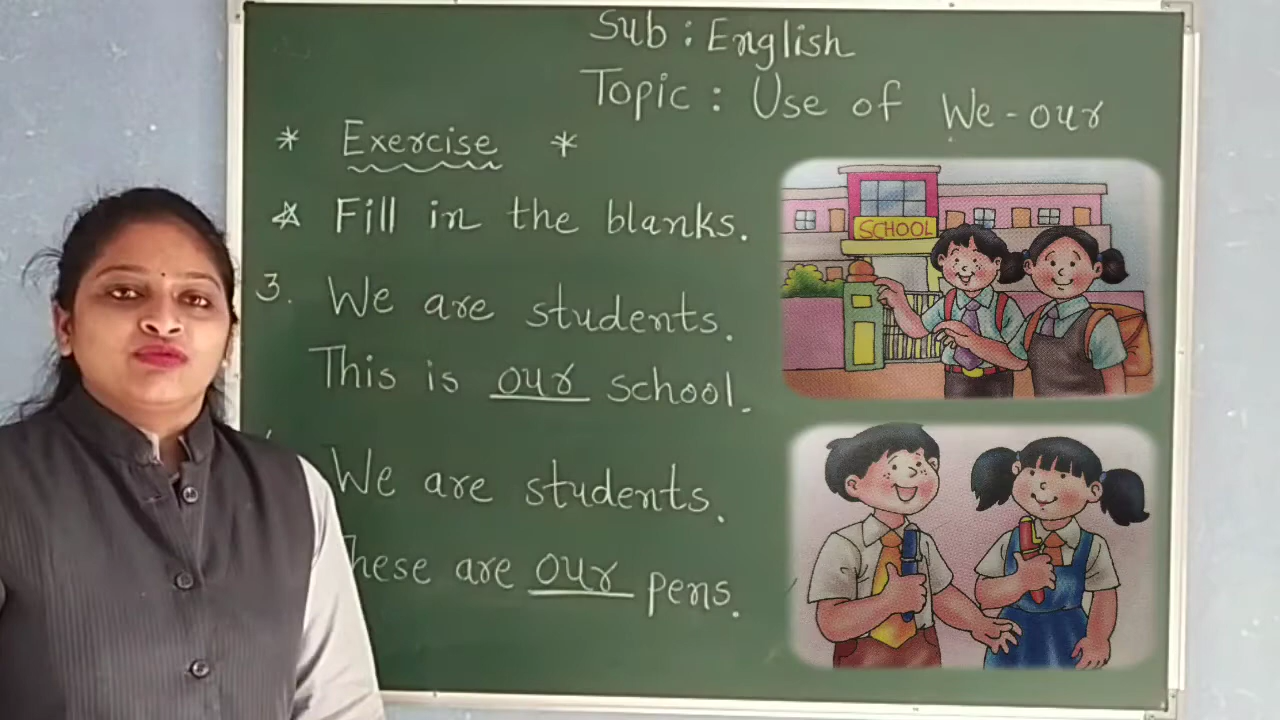 Sub : English
Topic : Use of We - our
* Exercise *
☆ Fill in the blanks.
3. We are students.
This is our school.
We are students.
These are our pens.
SCHOOL